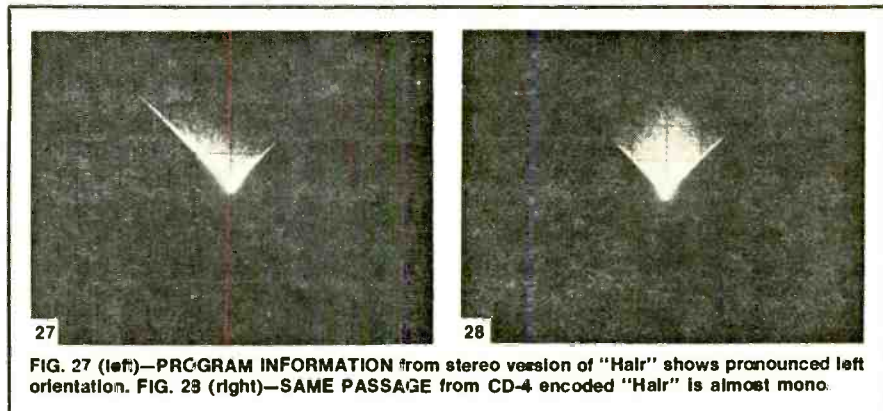 27
28
FIG. 27 (left)—PROGRAM INFORMATION from stereo version of "Hair" shows pronounced left
orientation. FIG. 28 (right)—SAME PASSAGE from CD-4 encoded "Hair" is almost mono.